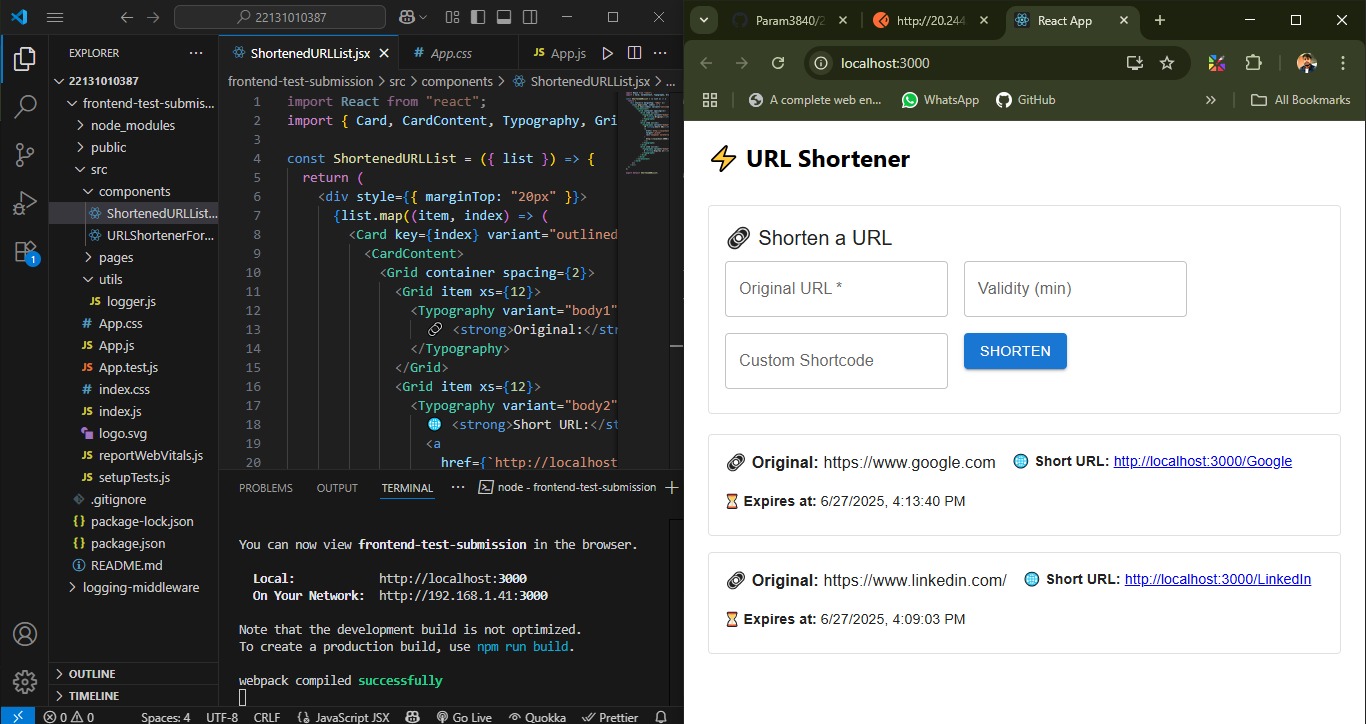 22131010387
EXPLORER
22131010387
frontend-test-submis...
node_modules
public
src
components
ShortenedURLList...
URLShortenerFor...
pages
utils
JS logger.js
# App.css
JS App.js
JS App.test.js
# index.css
JS index.js
logo.svg
JS reportWebVitals.js
JS setupTests.js
.gitignore
{} package-lock.json
{} package.json
README.md
logging-middleware
OUTLINE
TIMELINE
1
ShortenedURLList.jsx
# App.css
JS App.js
frontend-test-submission > src > components > ShortenedURLList.jsx > ...
1 import React from "react";
2 import { Card, CardContent, Typography, Gri
3
4 const ShortenedURLList = ({ list }) => {
5 return (
6 <div style={{ marginTop: "20px" }}>
7 {list.map((item, index) => (
8 <Card key={index} variant="outlined
9 <CardContent>
10 <Grid container spacing={2}>
11 <Grid item xs={12}>
12 <Typography variant="body1"
13 🔗 <strong>Original:</str
14 </Typography>
15 </Grid>
16 <Grid item xs={12}>
17 <Typography variant="body2"
18 🌐 <strong>Short URL:</st
19 <a
20 href={`http://localhost
PROBLEMS OUTPUT TERMINAL ... node - frontend-test-submission
You can now view frontend-test-submission in the browser.
Local: http://localhost:3000
On Your Network: http://192.168.1.41:3000
Note that the development build is not optimized.
To create a production build, use npm run build.
webpack compiled successfully
0 0 Spaces: 4 UTF-8 CRLF {} JavaScript JSX Go Live Quokka Prettier
Param3840/2
http://20.244
React App
localhost:3000
A complete web en...
WhatsApp
GitHub
All Bookmarks
⚡ URL Shortener
🔗 Shorten a URL
Original URL *
Validity (min)
Custom Shortcode
SHORTEN
🔗 Original: https://www.google.com 🌐 Short URL: http://localhost:3000/Google
⏳ Expires at: 6/27/2025, 4:13:40 PM
🔗 Original: https://www.linkedin.com/ 🌐 Short URL: http://localhost:3000/LinkedIn
⏳ Expires at: 6/27/2025, 4:09:03 PM